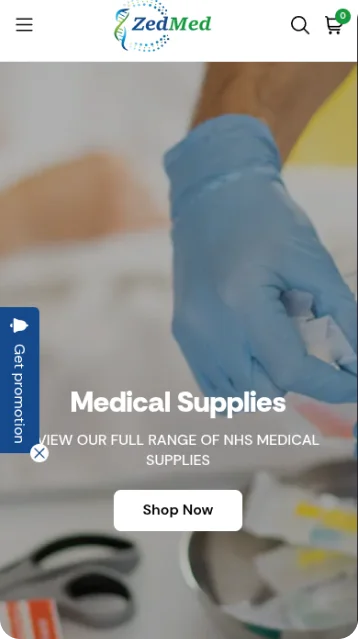 ZedMed
0
Get promotion
Medical Supplies
VIEW OUR FULL RANGE OF NHS MEDICAL
SUPPLIES
Shop Now